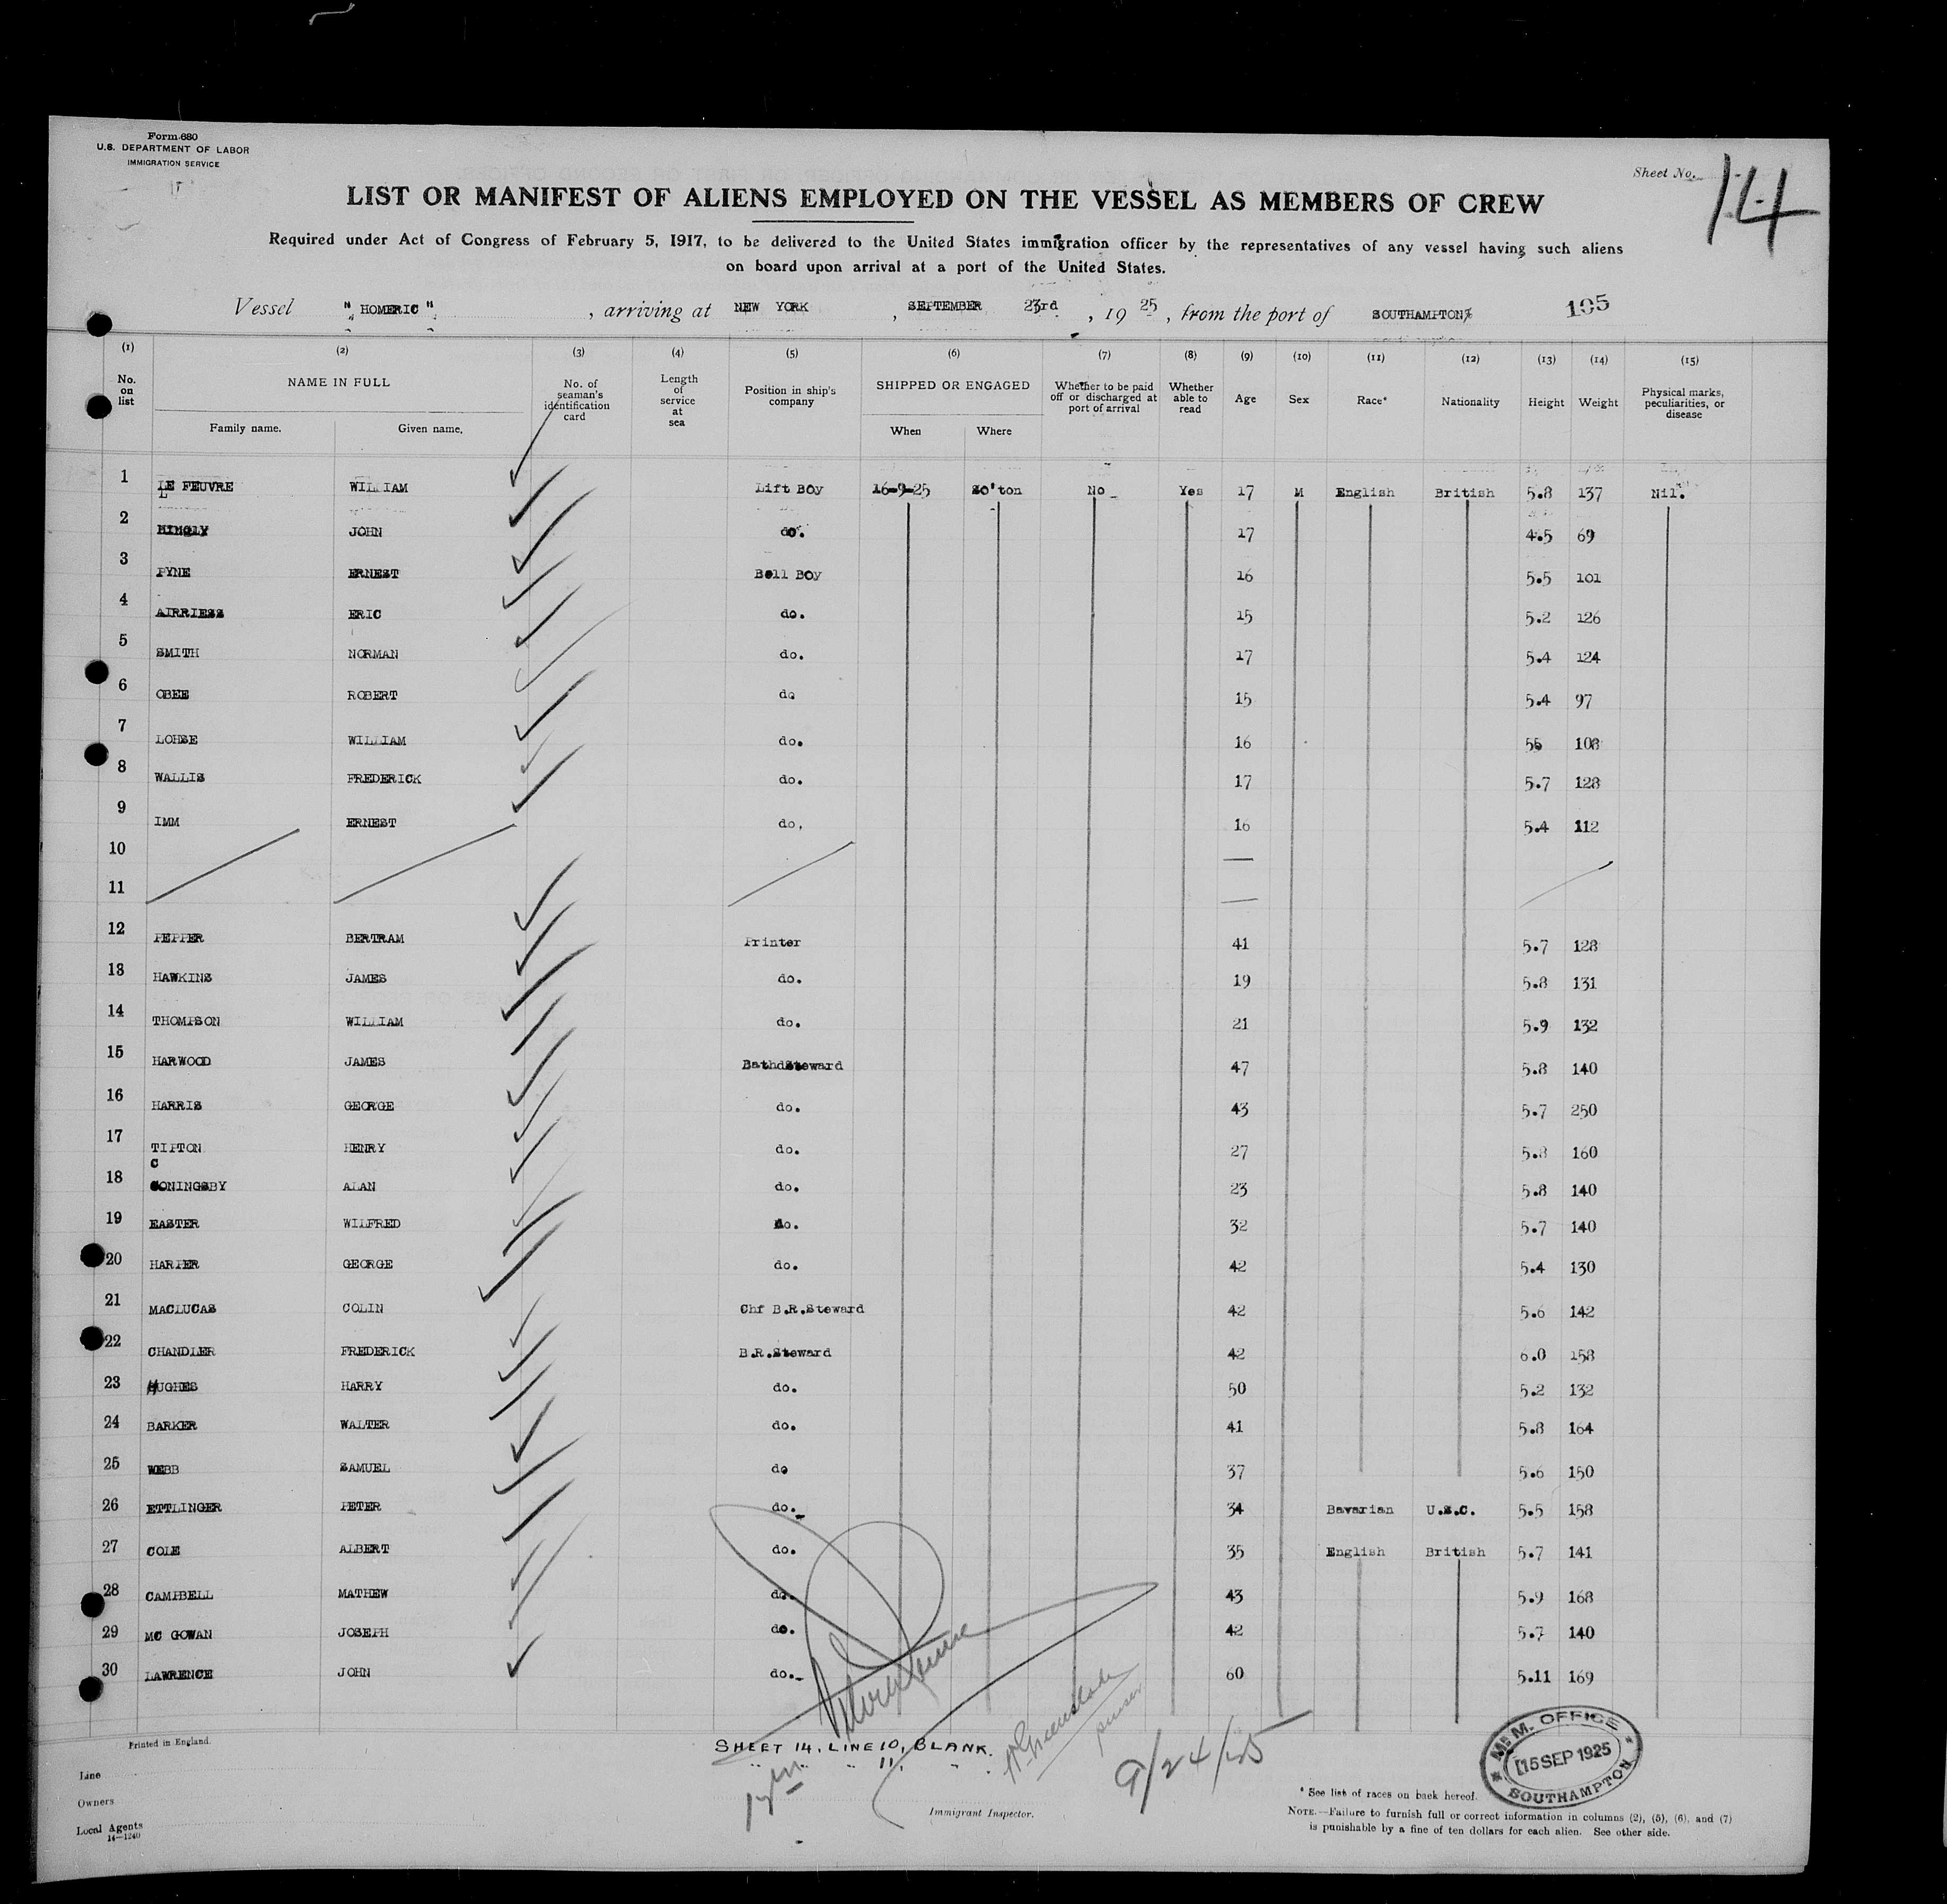 Form 680
U.S. DEPARTMENT OF LABOR
IMMIGRATION SERVICE
Sheet No. 14
LIST OR MANIFEST OF ALIENS EMPLOYED ON THE VESSEL AS MEMBERS OF CREW
Required under Act of Congress of February 5, 1917, to be delivered to the United States immigration officer by the representatives of any vessel having such aliens
on board upon arrival at a port of the United States.
Vessel "HOMERIC", arriving at NEW YORK, SEPTEMBER 23rd, 1925, from the port of SOUTHAMPTON 195
(1) (2) (3) (4) (5) (6) (7) (8) (9) (10) (11) (12) (13) (14) (15)
No. on list NAME IN FULL Family name. Given name. No. of seaman's identification card Length of service at sea Position in ship's company SHIPPED OR ENGAGED When Where Whether to be paid off or discharged at port of arrival Whether able to read Age Sex Race* Nationality Height Weight Physical marks, peculiarities, or disease
1 LE FEUVRE WILLIAM Lift Boy 16-9-25 So'ton No Yes 17 M English British 5.8 137 Nil.
2 JOHN do. 17 4.5 69
3 PYNE ERNEST Bell Boy 16 5.5 101
4 AIRRIESS ERIC do. 15 5.2 126
5 SMITH NORMAN do. 17 5.4 124
6 OBEE ROBERT do 15 5.4 97
7 LOHSE WILLIAM do. 16 55 108
8 WALLIS FREDERICK do. 17 5.7 128
9 IMM ERNEST do. 16 5.4 112
10
11
12 PEPPER BERTRAM Printer 41 5.7 128
13 HAWKINS JAMES do. 19 5.8 131
14 THOMPSON WILLIAM do. 21 5.9 132
15 HARWOOD JAMES Bath Steward 47 5.8 140
16 HARRIS GEORGE do. 43 5.7 250
17 TIPTON HENRY do. 27 5.8 160
18 CONINGSBY ALAN do. 23 5.8 140
19 EASTER WILFRED do. 32 5.7 140
20 HARPER GEORGE do. 42 5.4 130
21 MACLUCAS COLIN Chf B.R.Steward 42 5.6 142
22 CHANDLER FREDERICK B.R.Steward 42 6.0 158
23 HUGHES HARRY do. 50 5.2 132
24 BARKER WALTER do. 41 5.8 164
25 WEBB SAMUEL do 37 5.6 150
26 ETTLINGER PETER do. 34 Bavarian U.S.C. 5.5 158
27 COLE ALBERT do. 35 English British 5.7 141
28 CAMPBELL MATHEW do. 43 5.9 168
29 MC GOWAN JOSEPH do. 42 5.7 140
30 LAWRENCE JOHN do. 60 5.11 169
Printed in England.
SHEET 14, LINE 10, BLANK.
" " " 11, " .
purser
9/24/25
Line
Owners
Local Agents
14—1240
Immigrant Inspector.
M. M. OFFICE
15 SEP 1925
SOUTHAMPTON
* See list of races on back hereof.
NOTE.—Failure to furnish full or correct information in columns (2), (5), (6), and (7)
is punishable by a fine of ten dollars for each alien. See other side.